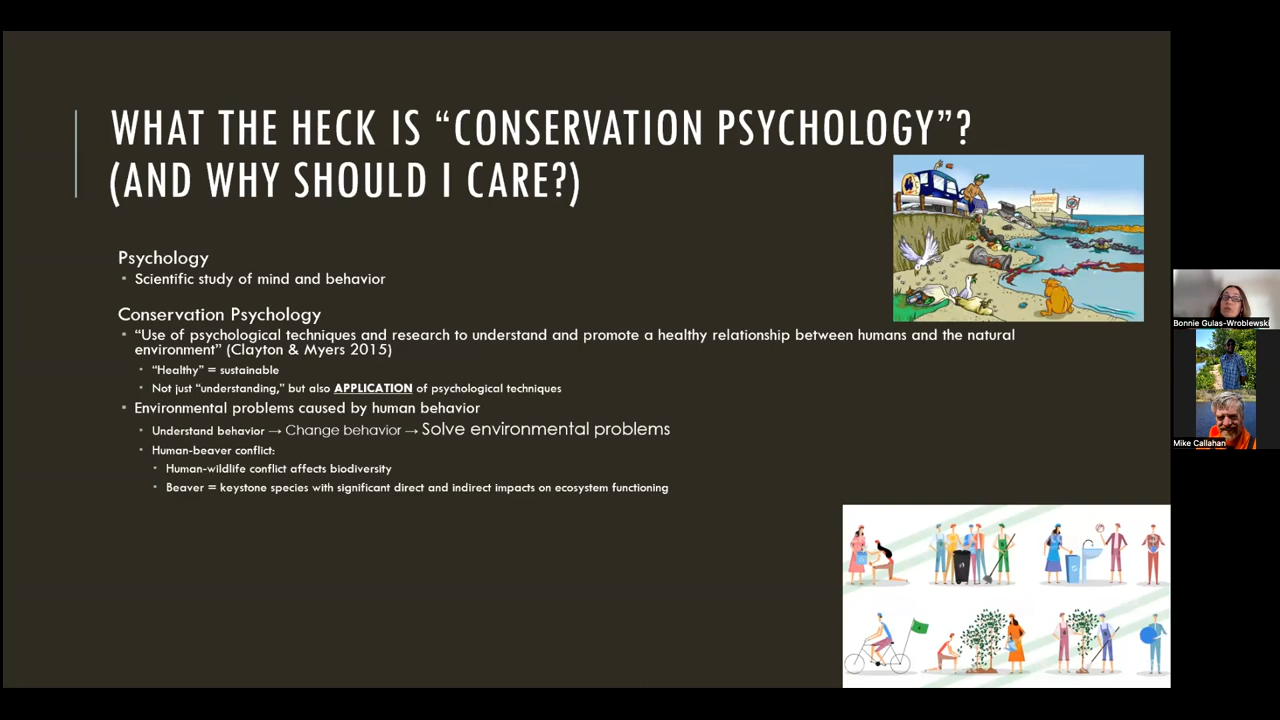 WHAT THE HECK IS “CONSERVATION PSYCHOLOGY”?
(AND WHY SHOULD I CARE?)
Psychology
Scientific study of mind and behavior
Conservation Psychology
“Use of psychological techniques and research to understand and promote a healthy relationship between humans and the natural
environment” (Clayton & Myers 2015)
“Healthy” = sustainable
Not just “understanding,” but also APPLICATION of psychological techniques
Environmental problems caused by human behavior
Understand behavior → Change behavior → Solve environmental problems
Human-beaver conflict:
Human-wildlife conflict affects biodiversity
Beaver = keystone species with significant direct and indirect impacts on ecosystem functioning
WARNING!
Bonnie Gulas-Wroblewski
Mike Callahan